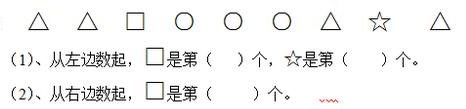 △ △ □ ○ ○ ○ △ ☆ △
(1)、从左边数起，□是第（ ）个，☆是第（ ）个。
(2)、从右边数起，□是第（ ）个。